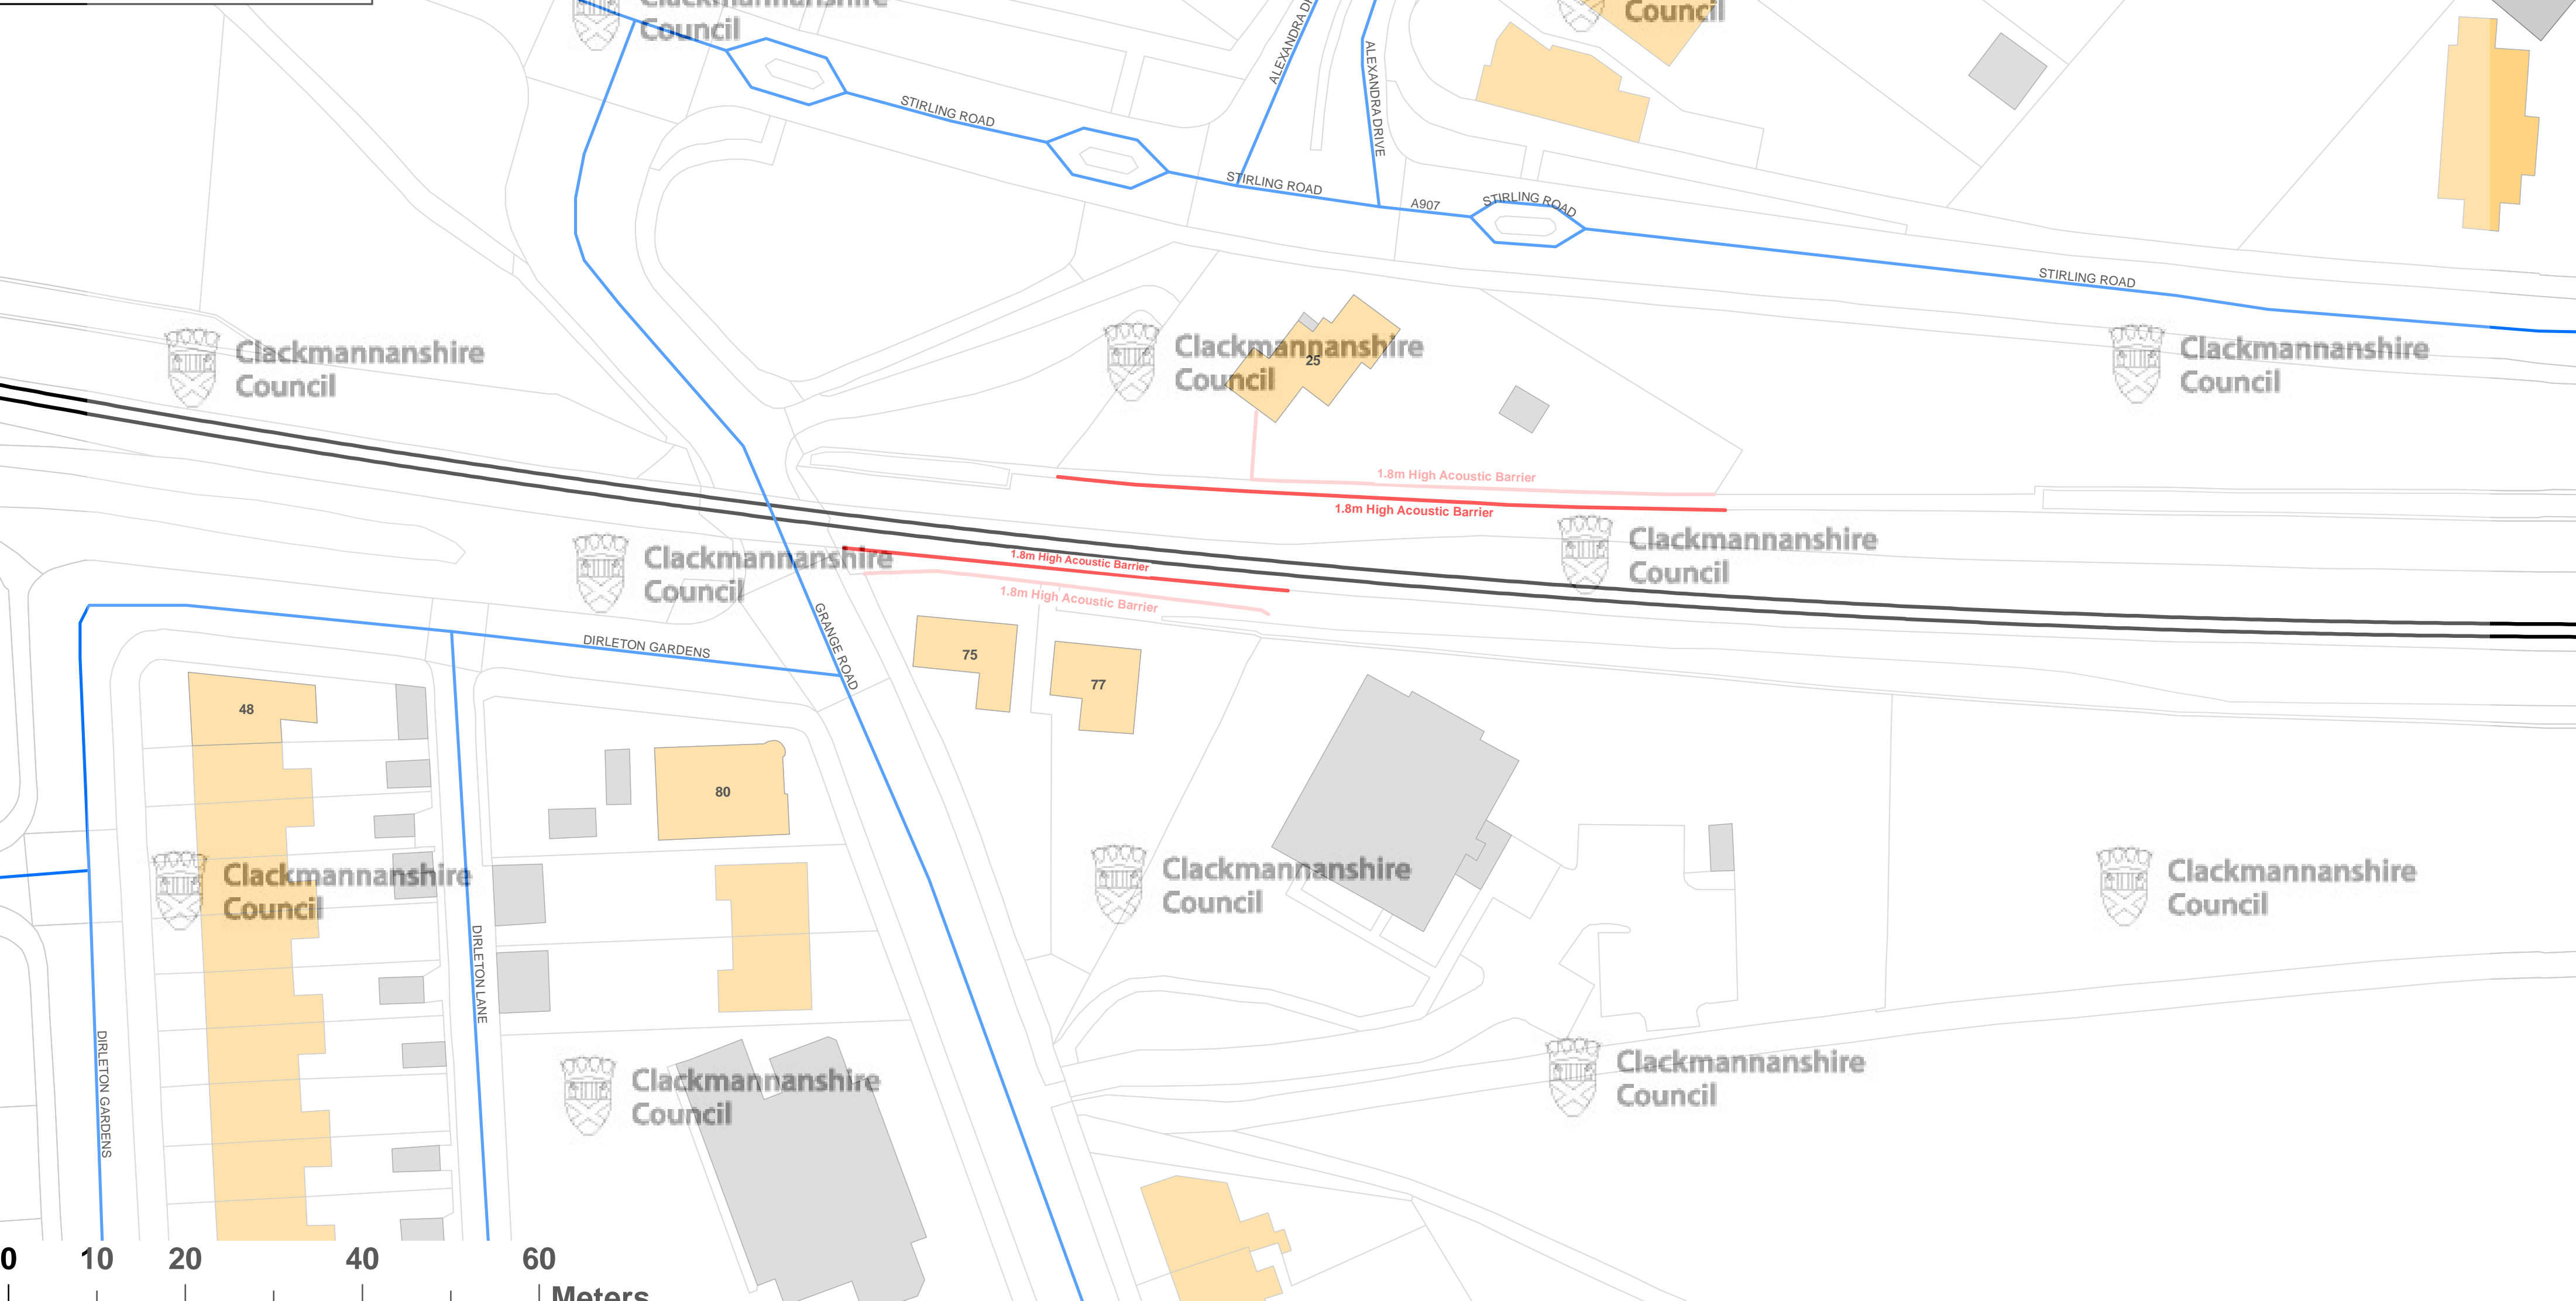 Clackmannanshire
Council
Council
ALEXANDRA
ALEXANDRA DRIVE
STIRLING ROAD
STIRLING ROAD
A907
STIRLING ROAD
STIRLING ROAD
Clackmannanshire
Council
Clackmannanshire
Council
25
Clackmannanshire
Council
1.8m High Acoustic Barrier
1.8m High Acoustic Barrier
Clackmannanshire
Council
1.8m High Acoustic Barrier
1.8m High Acoustic Barrier
Clackmannanshire
Council
GRANGE ROAD
DIRLETON GARDENS
75
77
48
80
Clackmannanshire
Council
Clackmannanshire
Council
Clackmannanshire
Council
DIRLETON LANE
DIRLETON GARDENS
Clackmannanshire
Council
Clackmannanshire
Council
0 10 20 40 60
Meters